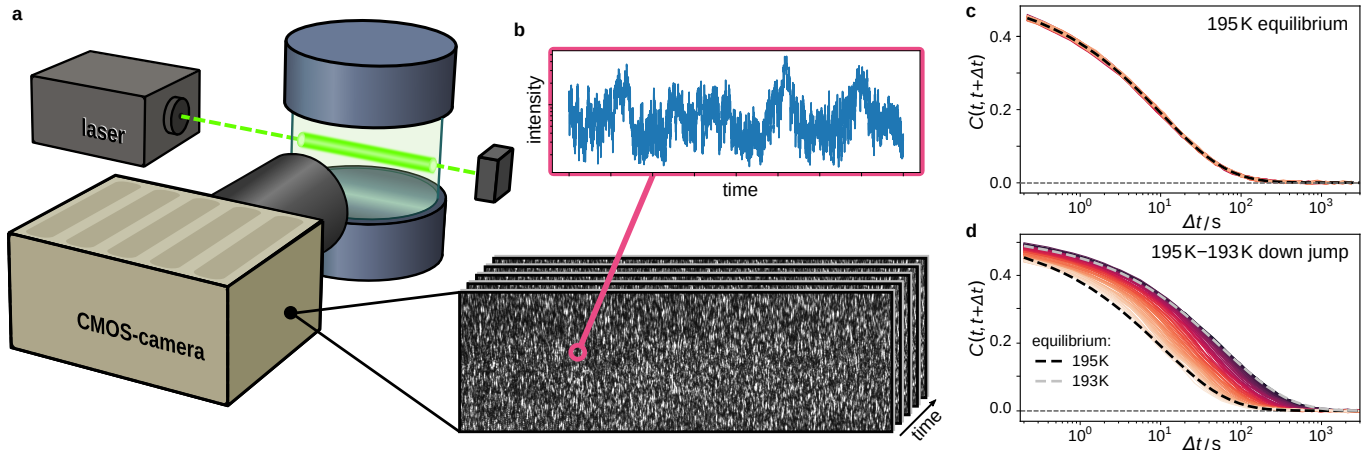 a
laser
CMOS-camera
b
intensity
time
time
c
195 K equilibrium
C(t, t+Δt)
0.4
0.2
0.0
10⁰
10¹
10²
10³
Δt / s
d
195 K−193 K down jump
C(t, t+Δt)
0.4
0.2
0.0
equilibrium:
195K
193K
10⁰
10¹
10²
10³
Δt / s